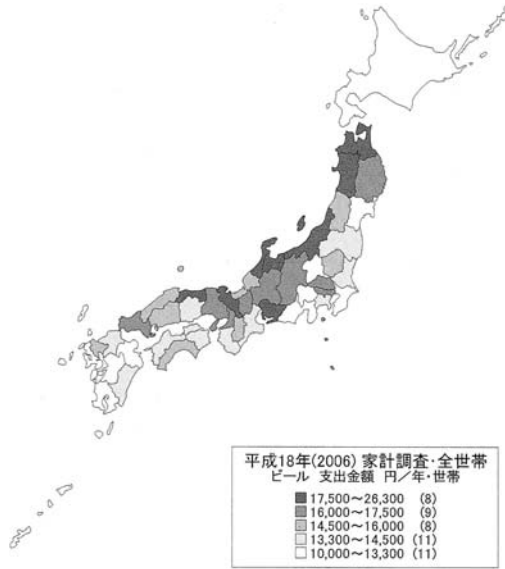 平成18年(2006) 家計調査・全世帯
ビール 支出金額 円／年・世帯
17,500～26,300 (8)
16,000～17,500 (9)
14,500～16,000 (8)
13,300～14,500 (11)
10,000～13,300 (11)